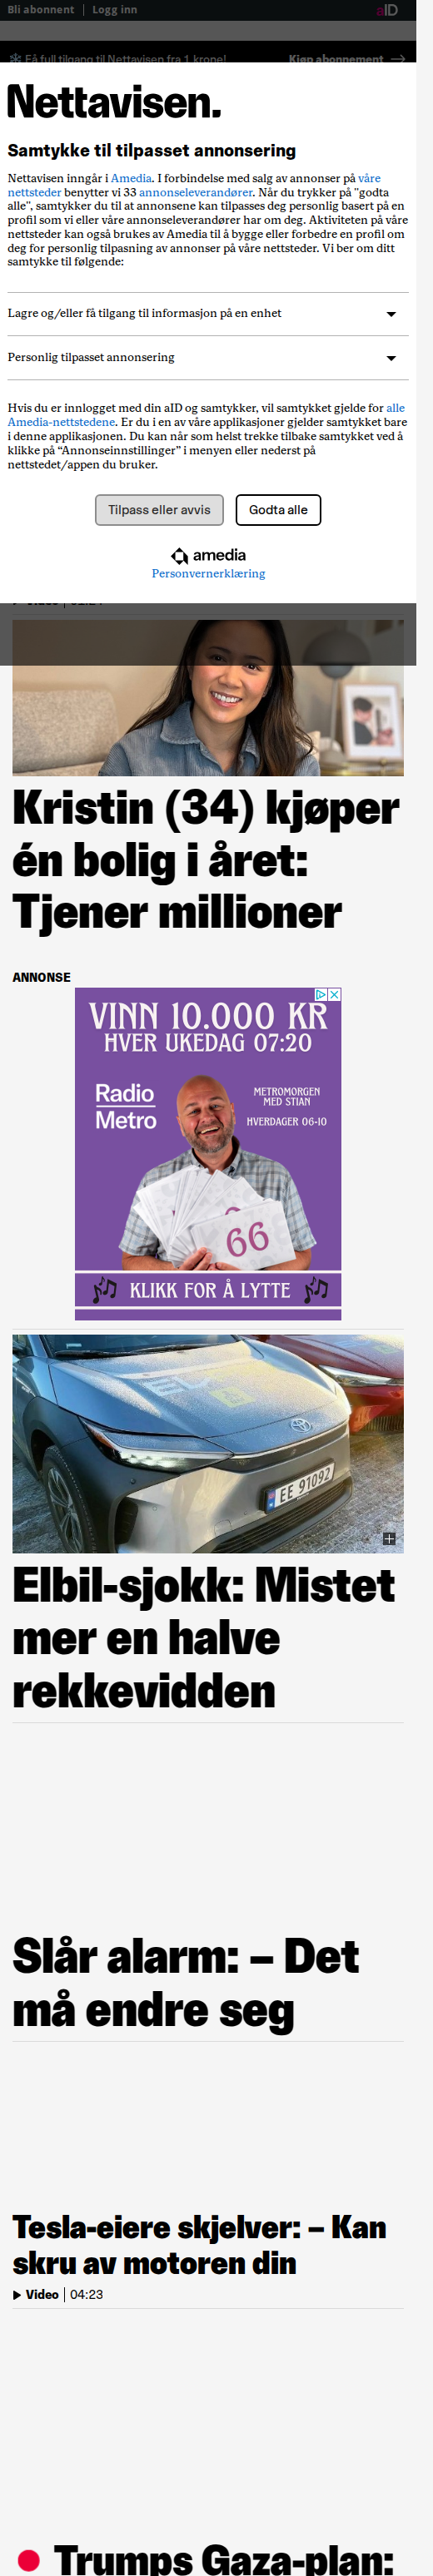 Bli abonnent | Logg inn
aID
Få full tilgang til Nettavisen fra 1 krone!
Kjøp abonnement
Nettavisen.
Samtykke til tilpasset annonsering
Nettavisen inngår i Amedia. I forbindelse med salg av annonser på våre
nettsteder benytter vi 33 annonseleverandører. Når du trykker på "godta
alle", samtykker du til at annonsene kan tilpasses deg personlig basert på en
profil som vi eller våre annonseleverandører har om deg. Aktiviteten på våre
nettsteder kan også brukes av Amedia til å bygge eller forbedre en profil om
deg for personlig tilpasning av annonser på våre nettsteder. Vi ber om ditt
samtykke til følgende:
Lagre og/eller få tilgang til informasjon på en enhet
Personlig tilpasset annonsering
Hvis du er innlogget med din aID og samtykker, vil samtykket gjelde for alle
Amedia-nettstedene. Er du i en av våre applikasjoner gjelder samtykket bare
i denne applikasjonen. Du kan når som helst trekke tilbake samtykket ved å
klikke på “Annonseinnstillinger” i menyen eller nederst på
nettstedet/appen du bruker.
Tilpass eller avvis
Godta alle
amedia
Personvernerklæring
Kristin (34) kjøper
én bolig i året:
Tjener millioner
ANNONSE
VINN 10.000 KR
HVER UKEDAG 07:20
Radio
Metro
METROMORGEN
MED STIAN
HVERDAGER 06-10
66
KLIKK FOR Å LYTTE
EE 91092
Elbil-sjokk: Mistet
mer en halve
rekkevidden
Slår alarm: – Det
må endre seg
Tesla-eiere skjelver: – Kan
skru av motoren din
Video | 04:23
Trumps Gaza-plan: